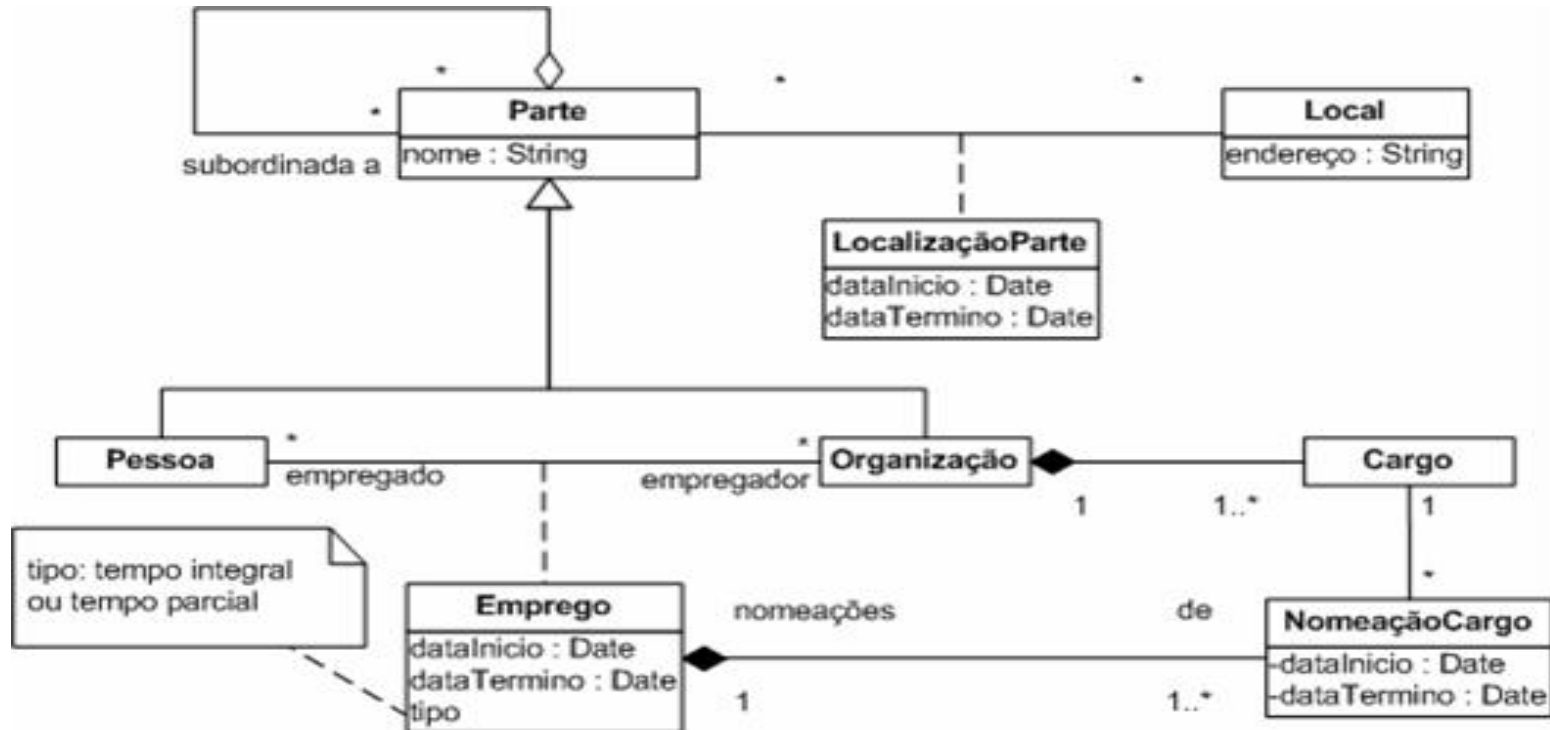 *
*
*
*
Parte
nome : String
subordinada a
Local
endereço : String
LocalizaçãoParte
dataInicio : Date
dataTermino : Date
Pessoa
*
empregado
*
empregador
Organização
1
1..*
Cargo
1
*
tipo: tempo integral
ou tempo parcial
Emprego
dataInicio : Date
dataTermino : Date
tipo
nomeações
de
1
1..*
NomeaçãoCargo
-dataInicio : Date
-dataTermino : Date